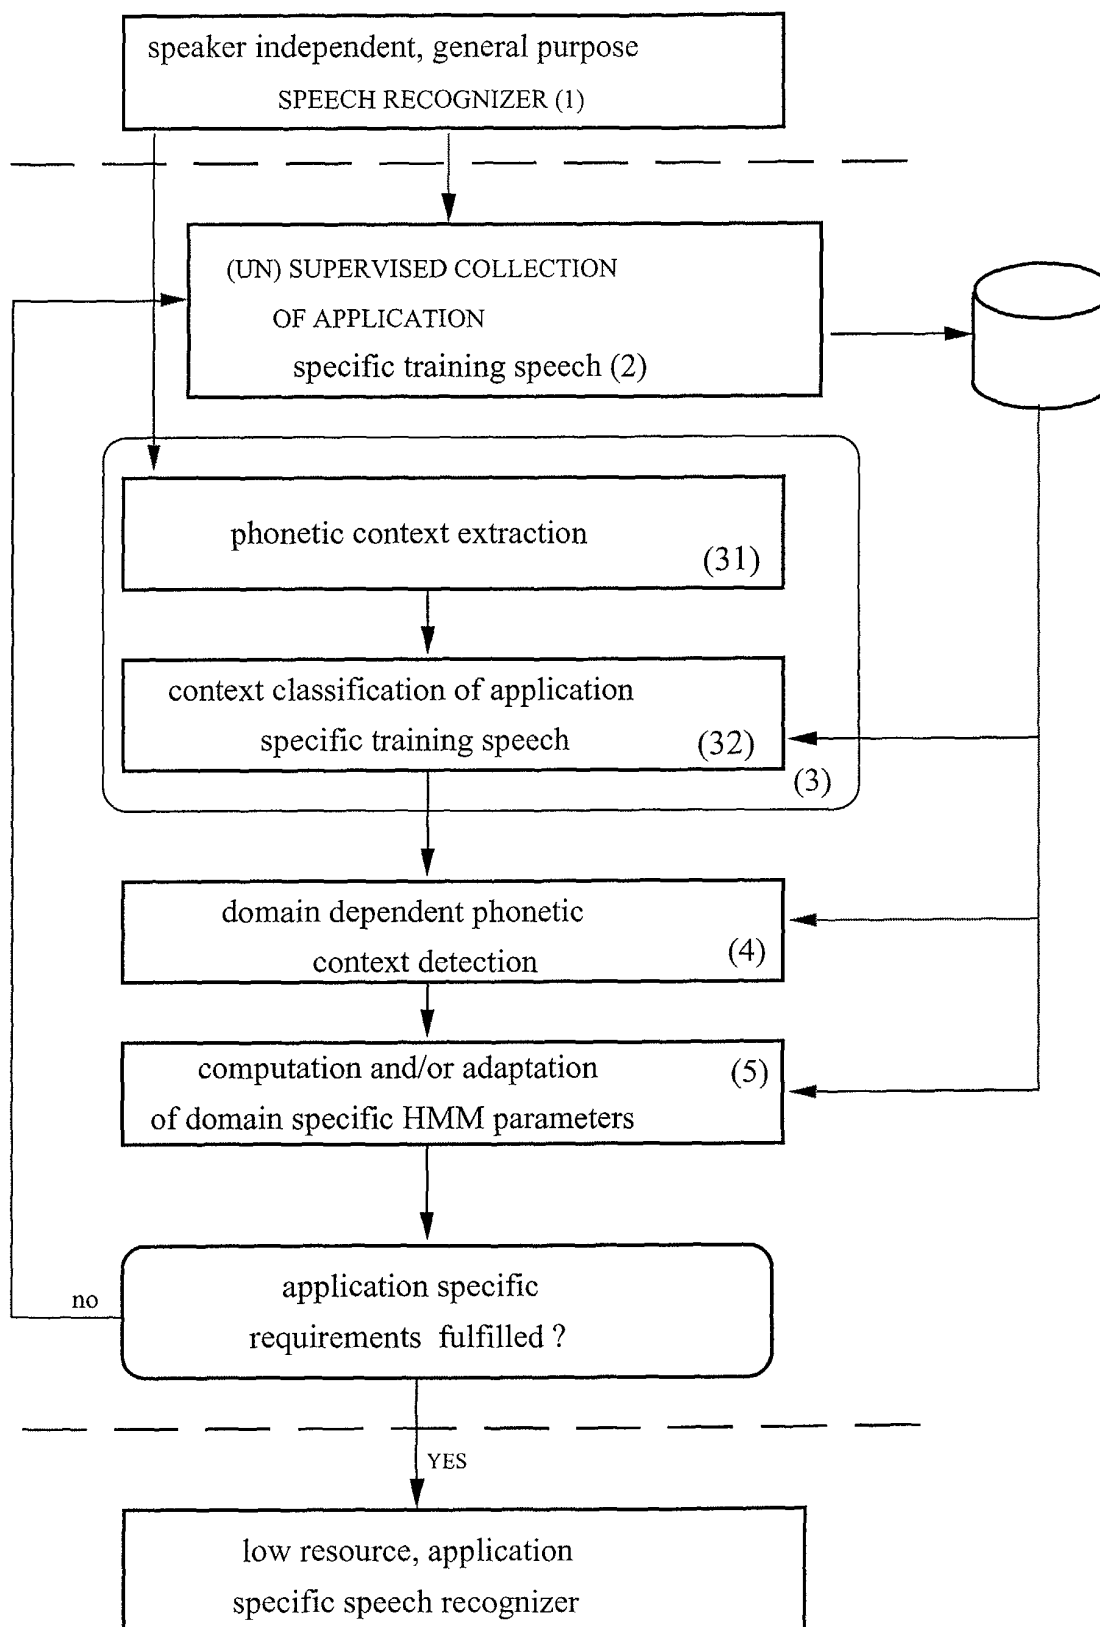 speaker independent, general purpose
SPEECH RECOGNIZER (1)
(UN) SUPERVISED COLLECTION
OF APPLICATION
specific training speech (2)
phonetic context extraction
(31)
context classification of application
specific training speech (32)
(3)
domain dependent phonetic
context detection (4)
computation and/or adaptation (5)
of domain specific HMM parameters
application specific
requirements fulfilled ?
no
YES
low resource, application
specific speech recognizer